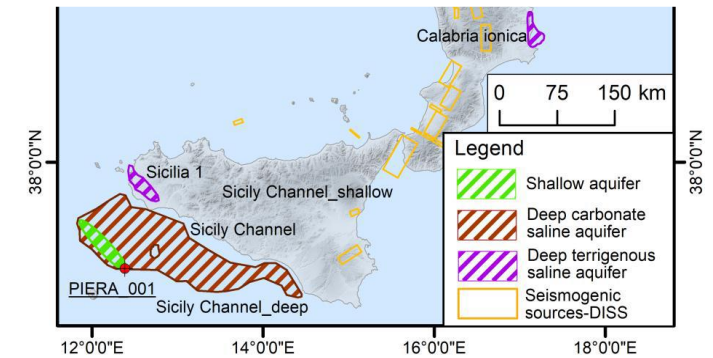 Calabria ionica
0 75 150 km
38°0'0"N
38°0'0"N
Legend
Shallow aquifer
Deep carbonate
saline aquifer
Deep terrigenous
saline aquifer
Seismogenic
sources-DISS
Sicilia 1
Sicily Channel_shallow
Sicily Channel
PIERA_001
Sicily Channel_deep
12°0'0"E
14°0'0"E
16°0'0"E
18°0'0"E